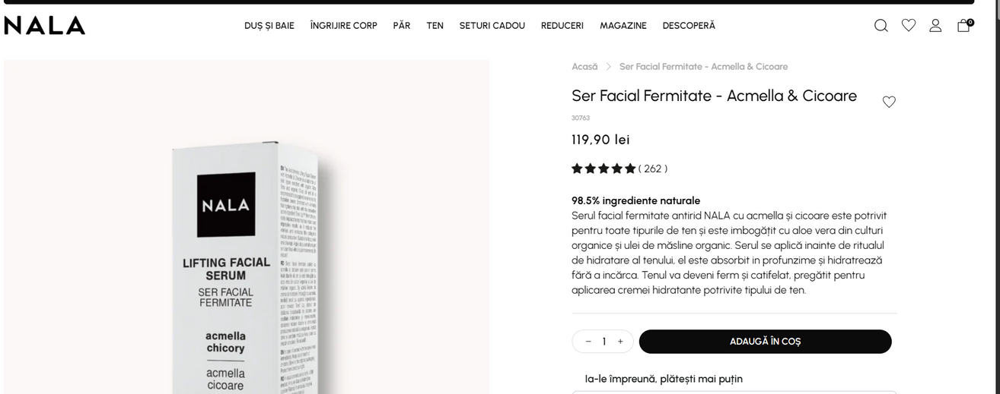 NALA
DUȘ ȘI BAIE ÎNGRIJIRE CORP PĂR TEN SETURI CADOU REDUCERI MAGAZINE DESCOPERĂ
0
Acasă > Ser Facial Fermitate - Acmella & Cicoare
Ser Facial Fermitate - Acmella & Cicoare
30763
119,90 lei
( 262 )
98.5% ingrediente naturale
Serul facial fermitate antirid NALA cu acmella și cicoare este potrivit
pentru toate tipurile de ten și este imbogățit cu aloe vera din culturi
organice și ulei de măsline organic. Serul se aplică inainte de ritualul
de hidratare al tenului, el este absorbit in profunzime și hidratrează
fără a incărca. Tenul va deveni ferm și catifelat, pregătit pentru
aplicarea cremei hidratante potrivite tipului de ten.
− 1 +
ADAUGĂ ÎN COȘ
Ia-le împreună, plătești mai puțin
NALA
LIFTING FACIAL
SERUM
SER FACIAL
FERMITATE
acmella
chicory
acmella
cicoare